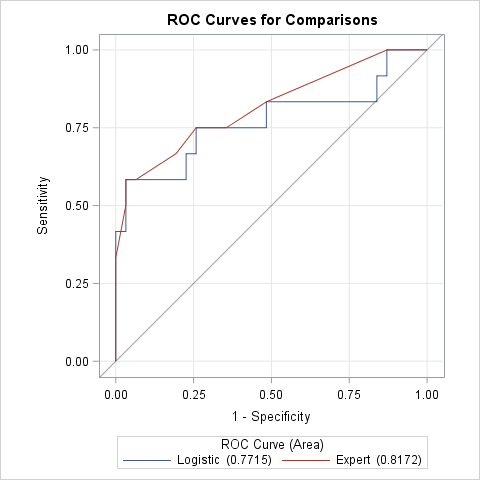 ROC Curves for Comparisons
1.00
0.75
0.50
0.25
0.00
Sensitivity
0.00 0.25 0.50 0.75 1.00
1 - Specificity
ROC Curve (Area)
Logistic (0.7715) Expert (0.8172)